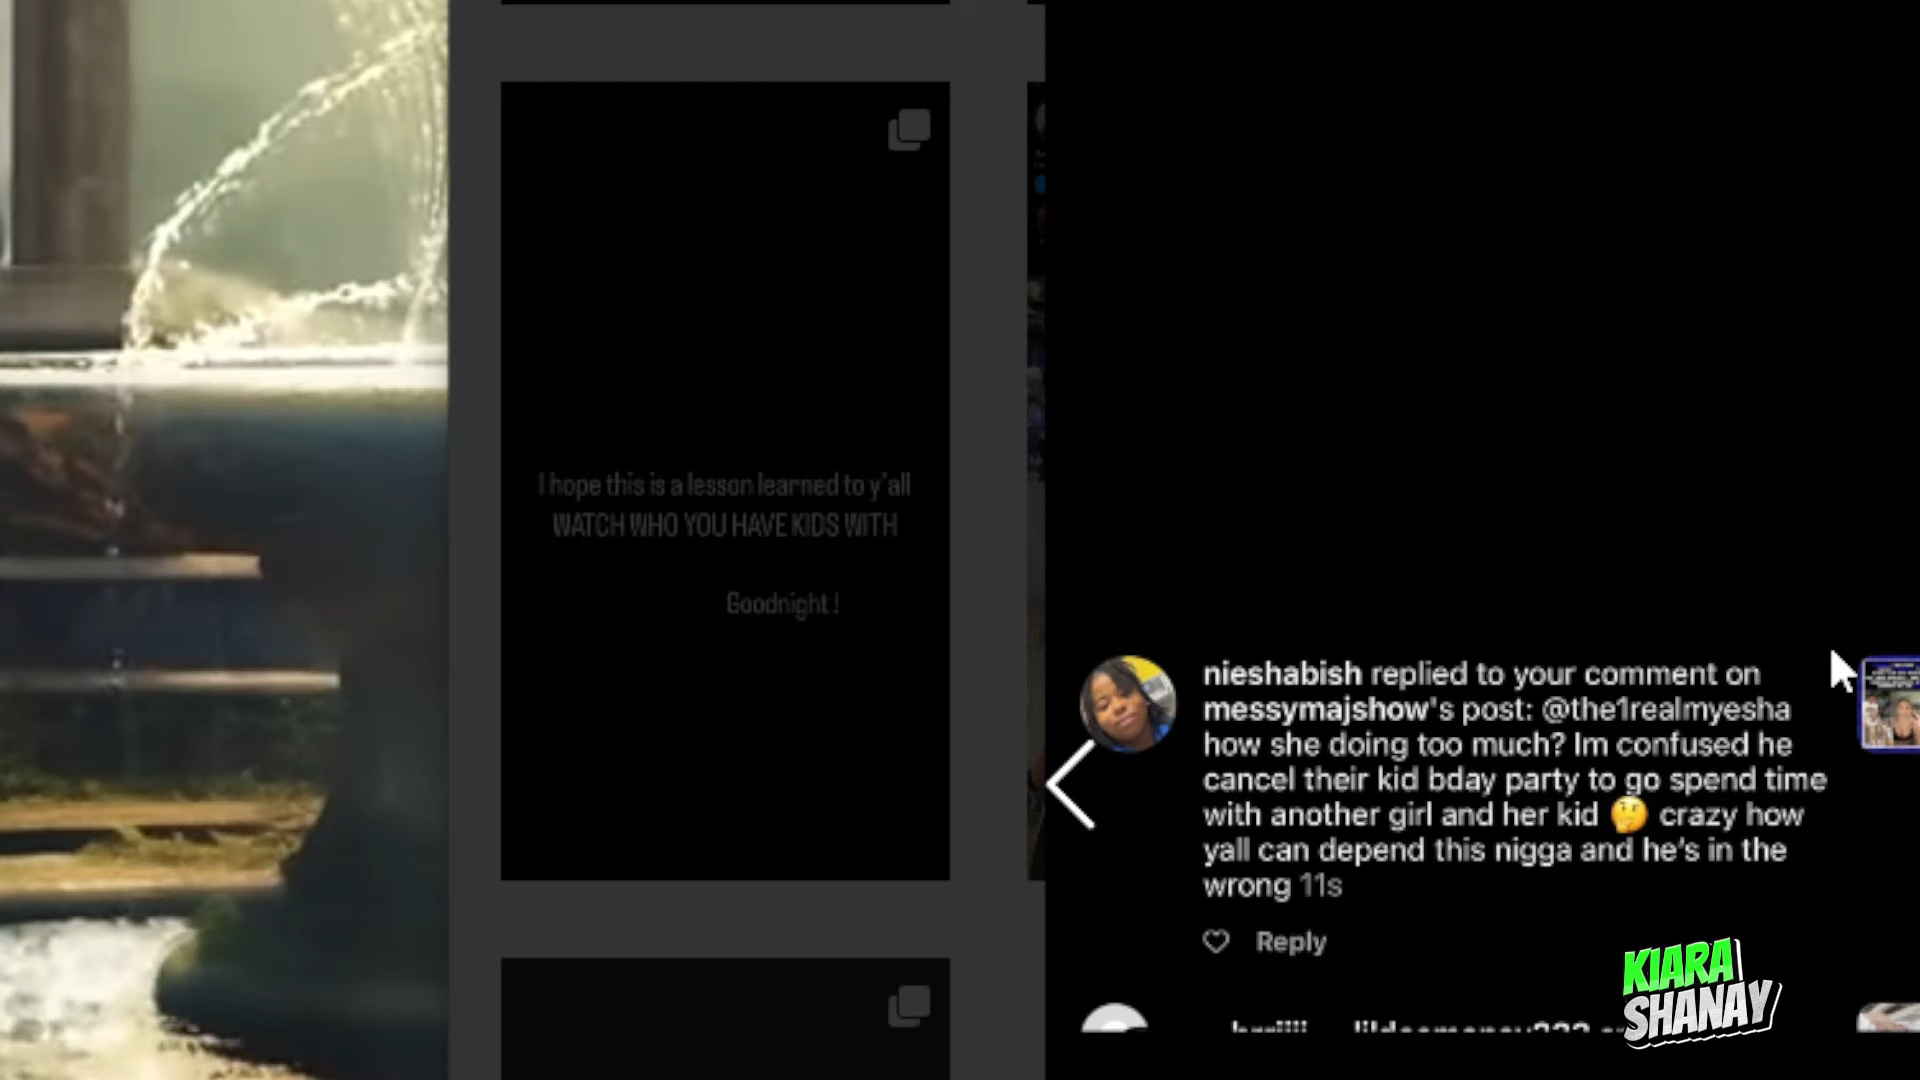 I hope this is a lesson learned to y'all
WATCH WHO YOU HAVE KIDS WITH
Goodnight !
nieshabish replied to your comment on
messymajshow's post: @the1realmyesha
how she doing too much? Im confused he
cancel their kid bday party to go spend time
with another girl and her kid 🤔 crazy how
yall can depend this nigga and he's in the
wrong 11s
Reply
KIARA
SHANAY